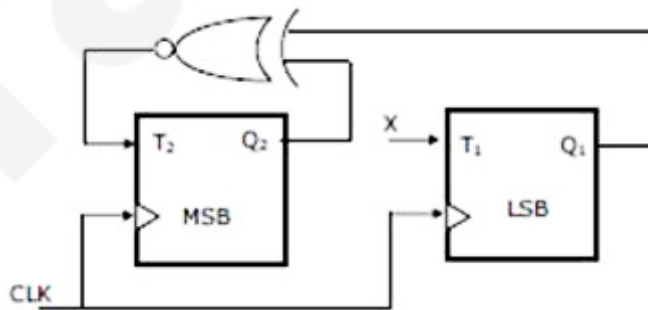 T₂ Q₂
MSB
X
T₁ Q₁
LSB
CLK